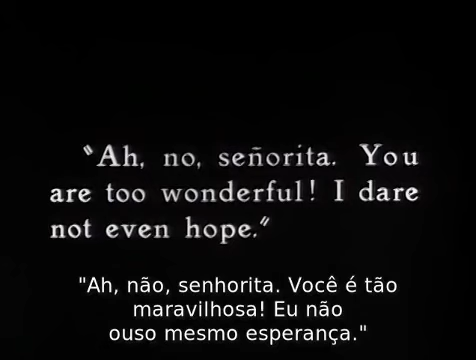 "Ah, no, señorita. You
are too wonderful! I dare
not even hope."
"Ah, não, senhorita. Você é tão
maravilhosa! Eu não
ouso mesmo esperança."